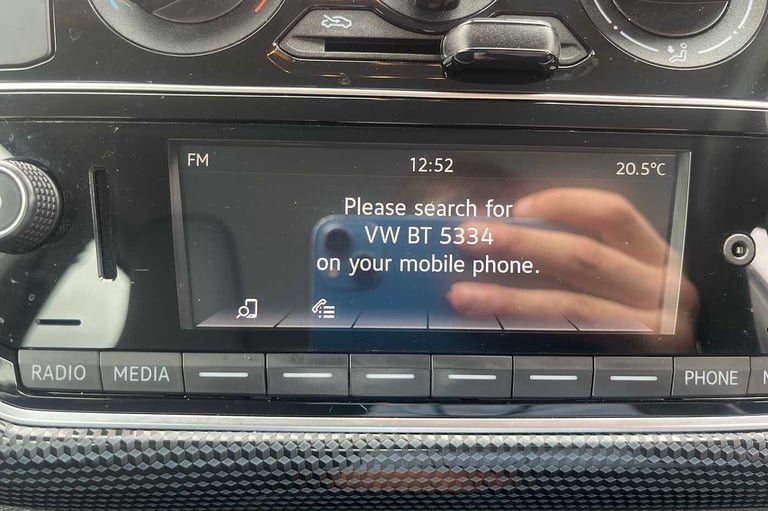 FM 12:52 20.5°C
Please search for
VW BT 5334
on your mobile phone.
RADIO MEDIA PHONE